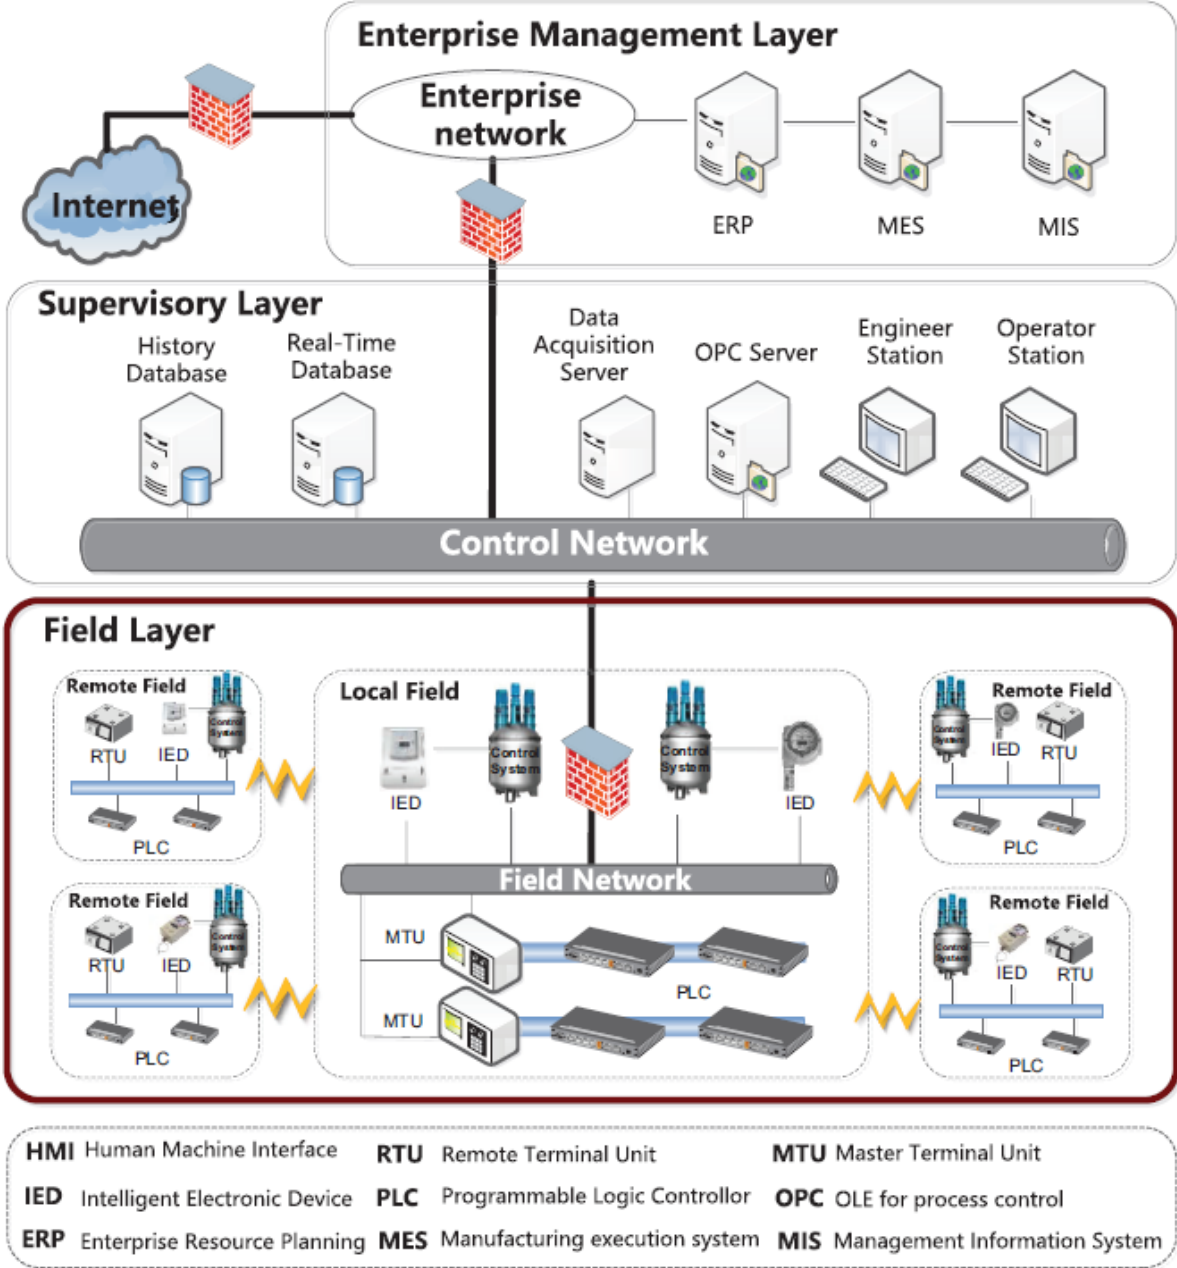 Enterprise Management Layer
Enterprise
network
Internet
ERP
MES
MIS
Supervisory Layer
History
Database
Real-Time
Database
Data
Acquisition
Server
OPC Server
Engineer
Station
Operator
Station
Control Network
Field Layer
Remote Field
RTU
IED
Control
System
PLC
Local Field
IED
Control
System
Control
System
IED
Remote Field
Control
System
IED
RTU
PLC
Field Network
Remote Field
RTU
IED
Control
System
PLC
MTU
PLC
MTU
Remote Field
Control
System
IED
RTU
PLC
HMI Human Machine Interface
RTU Remote Terminal Unit
MTU Master Terminal Unit
IED Intelligent Electronic Device
PLC Programmable Logic Controllor
OPC OLE for process control
ERP Enterprise Resource Planning
MES Manufacturing execution system
MIS Management Information System